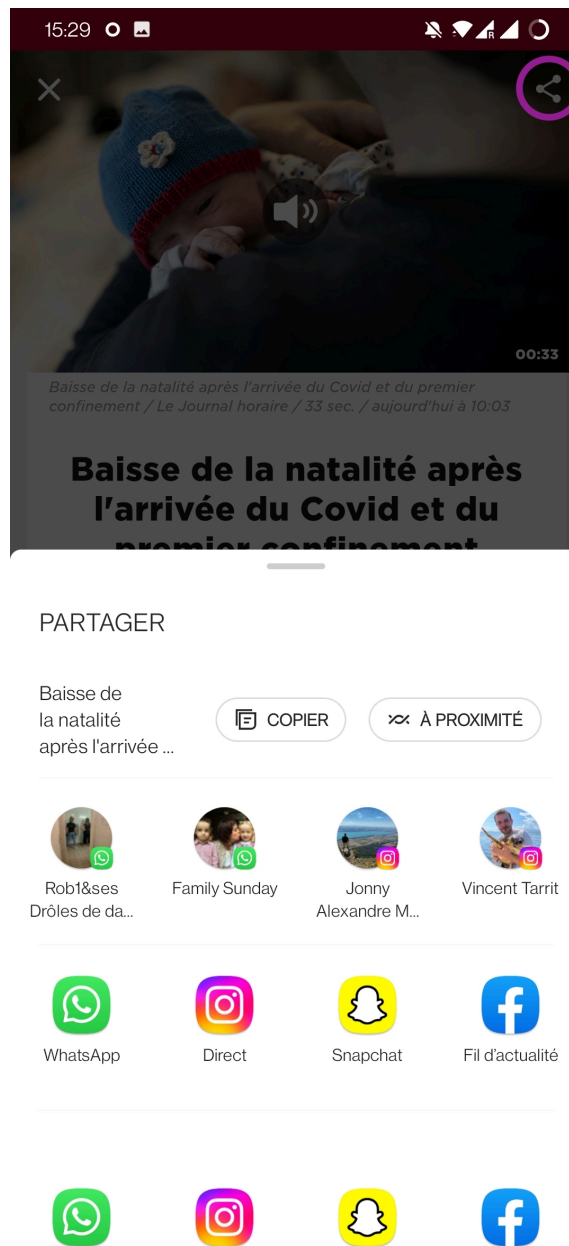 15:29
R
00:33
Baisse de la natalité après l'arrivée du Covid et du premier
confinement / Le Journal horaire / 33 sec. / aujourd'hui à 10:03
Baisse de la natalité après
l'arrivée du Covid et du
premier confinement
PARTAGER
Baisse de
la natalité
après l'arrivée ...
COPIER
À PROXIMITÉ
Rob1&ses
Drôles de da...
Family Sunday
Jonny
Alexandre M...
Vincent Tarrit
WhatsApp
Direct
Snapchat
Fil d'actualité